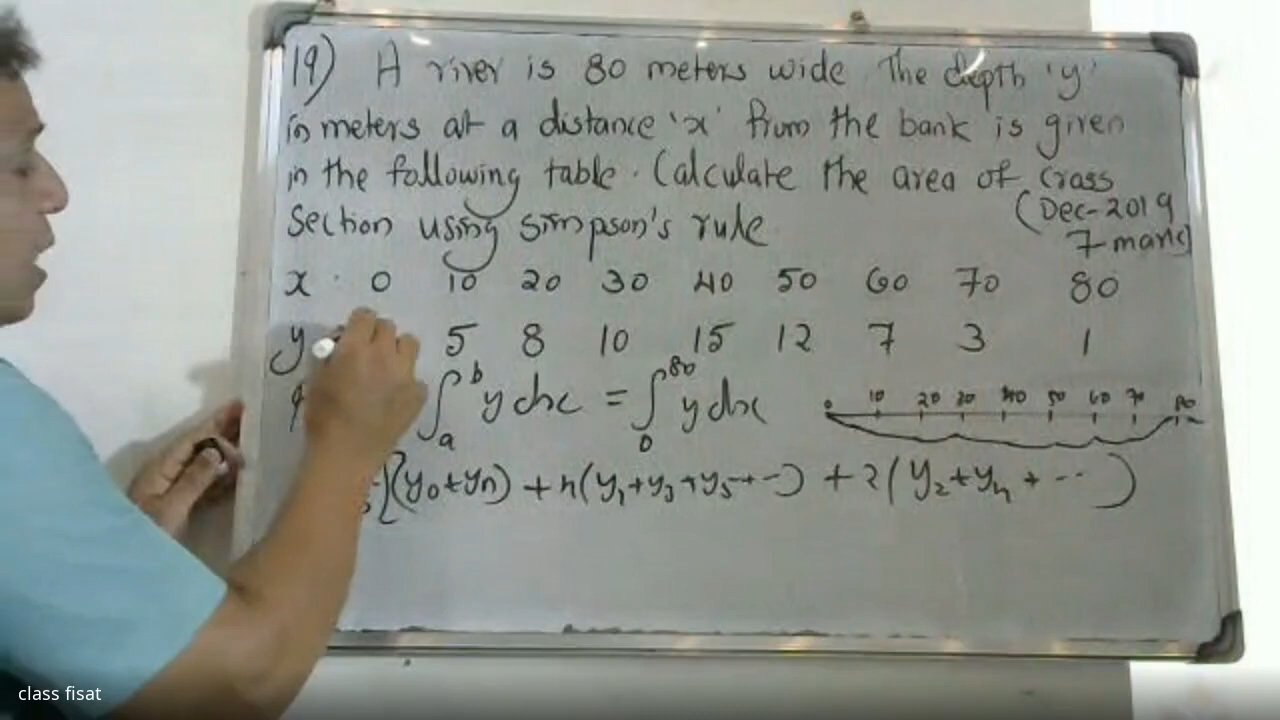 19) A river is 80 meters wide The depth 'y'
in meters at a distance 'x' from the bank is given
in the following table. Calculate the area of cross
section using simpson's rule
(Dec-2019
7 mark)
x 0 10 20 30 40 50 60 70 80
y 5 8 10 15 12 7 3 1
∫_a^b y dx = ∫_0^80 y dx
0 10 20 30 40 50 60 70 80
[(y₀+yn) + 4(y₁+y₃+y₅+--) + 2(y₂+y₄+---)
class fisat